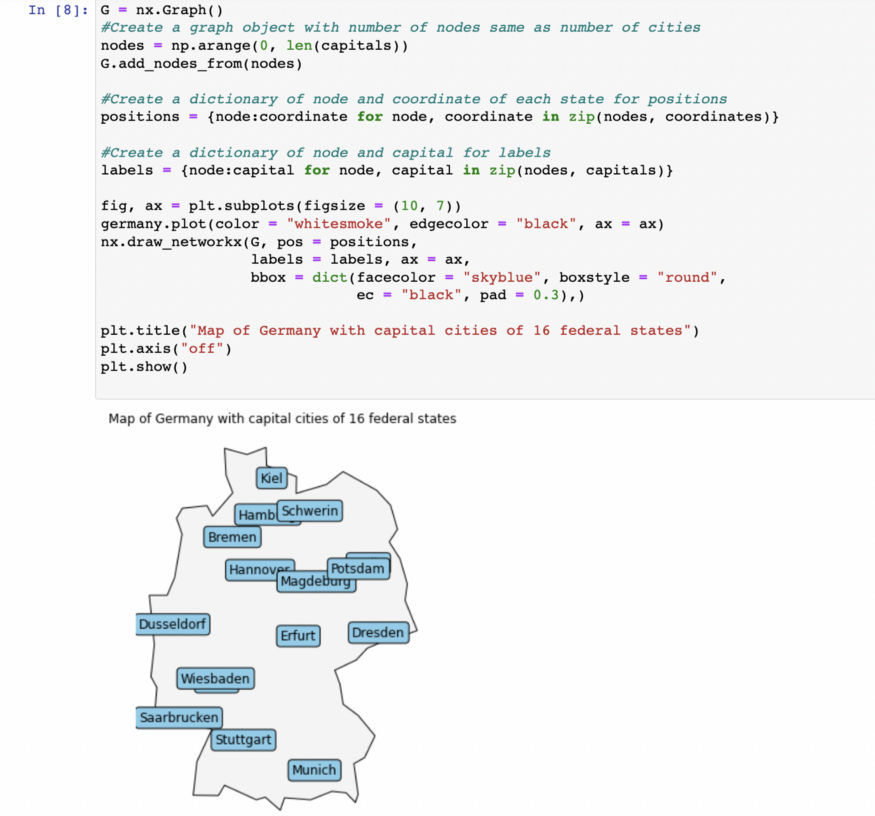 In [8]: G = nx.Graph()
#Create a graph object with number of nodes same as number of cities
nodes = np.arange(0, len(capitals))
G.add_nodes_from(nodes)
#Create a dictionary of node and coordinate of each state for positions
positions = {node:coordinate for node, coordinate in zip(nodes, coordinates)}
#Create a dictionary of node and capital for labels
labels = {node:capital for node, capital in zip(nodes, capitals)}
fig, ax = plt.subplots(figsize = (10, 7))
germany.plot(color = "whitesmoke", edgecolor = "black", ax = ax)
nx.draw_networkx(G, pos = positions,
labels = labels, ax = ax,
bbox = dict(facecolor = "skyblue", boxstyle = "round",
ec = "black", pad = 0.3),)
plt.title("Map of Germany with capital cities of 16 federal states")
plt.axis("off")
plt.show()
Map of Germany with capital cities of 16 federal states
Kiel
Schwerin
Bremen
Hannover
Potsdam
Magdeburg
Dusseldorf
Erfurt
Dresden
Wiesbaden
Saarbrucken
Stuttgart
Munich